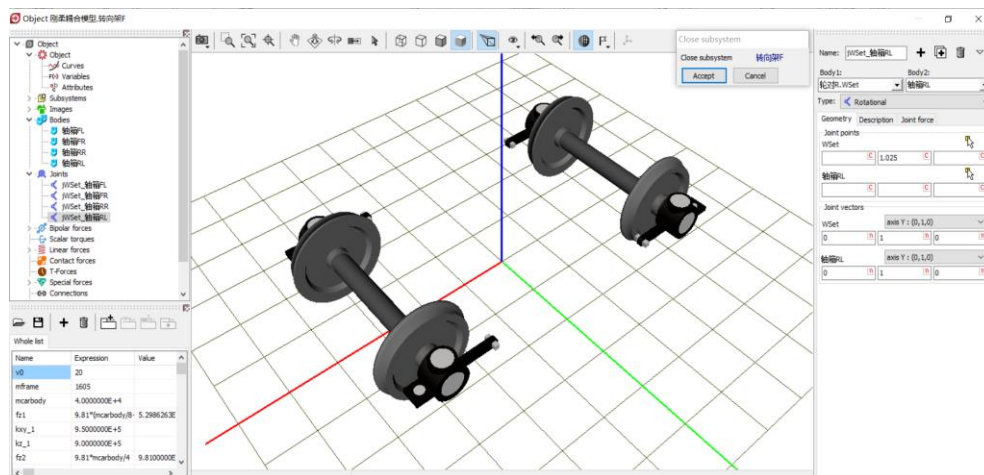 Object 刚柔耦合模型.转向架F
Object
Object
Curves
Variables
Attributes
Subsystems
Images
Bodies
轴箱FL
轴箱FR
轴箱RR
轴箱RL
Joints
jWSet_轴箱FL
jWSet_轴箱FR
jWSet_轴箱RR
jWSet_轴箱RL
Bipolar forces
Scalar torques
Linear forces
Contact forces
T-Forces
Special forces
Connections
Whole list
Name Expression Value
v0 20
mframe 1605
mcarbody 4.0000000E+4
fz1 9.81*(mcarbody/8- 5.2986263E
kxy_1 9.5000000E+5
kz_1 9.0000000E+5
fz2 9.81*mcarbody/4 9.8100000E
Close subsystem
Close subsystem 转向架F
Accept Cancel
Name: jWSet_轴箱RL
Body1: Body2:
轮对R.WSet 轴箱RL
Type: Rotational
Geometry Description Joint force
Joint points
WSet
C 1.025 C C
轴箱RL
C C C
Joint vectors
WSet axis Y : (0,1,0)
0 n 1 n 0 n
轴箱RL axis Y : (0,1,0)
0 n 1 n 0 n